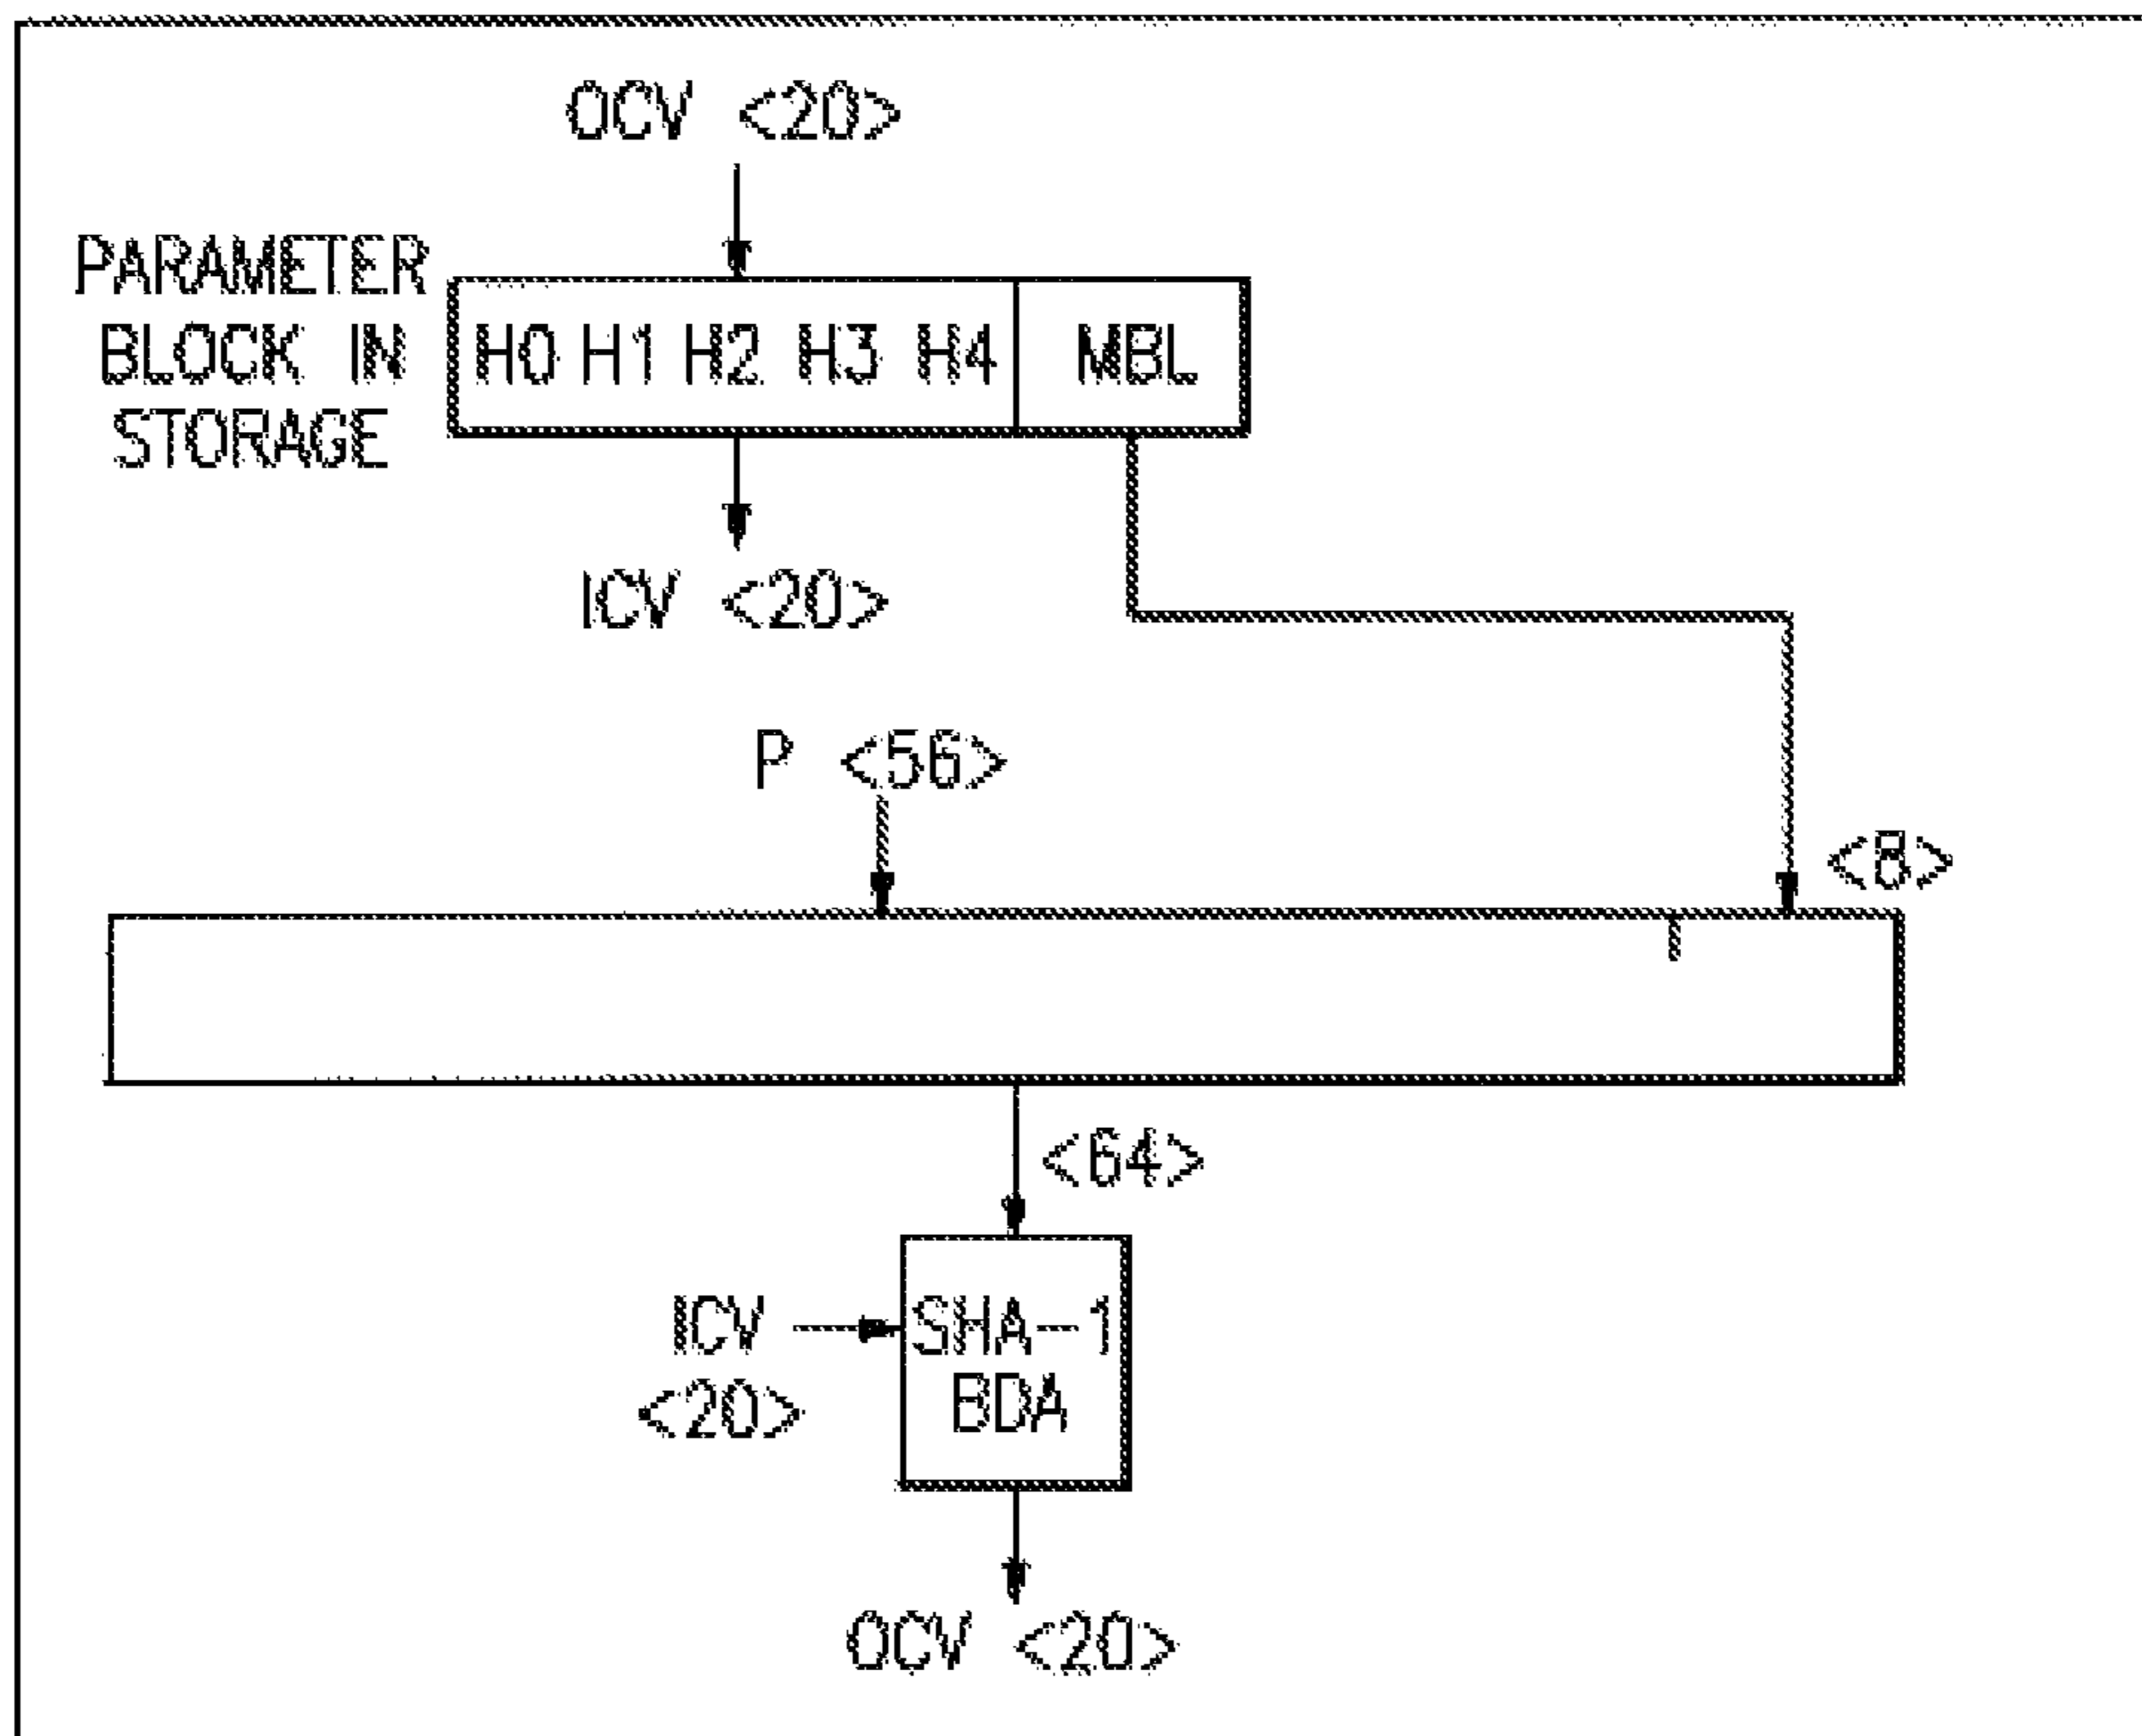 OCV <20>
PARAMETER
BLOCK IN
STORAGE
H0 H1 H2 H3 H4 MBL
ICV <20>
P <56>
<8>
<64>
ICV
<20>
SHA-1
BDA
OCV <20>